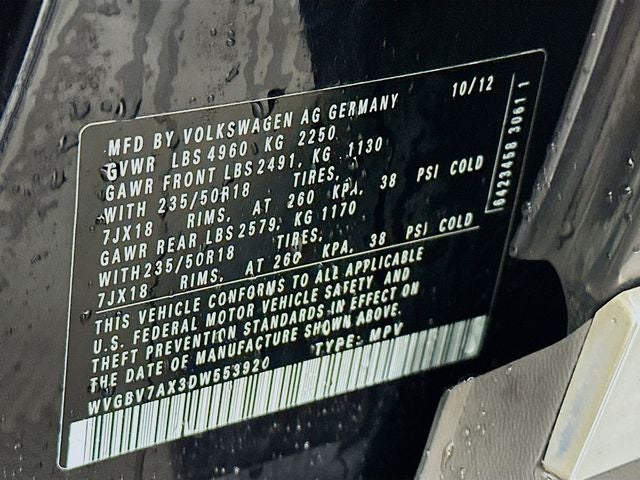 MFD BY VOLKSWAGEN AG GERMANY 10/12
GVWR LBS 4960 KG 2250
GAWR FRONT LBS 2491, KG 1130
WITH 235/50R18 TIRES,
7JX18 RIMS, AT 260 KPA, 38 PSI COLD
GAWR REAR LBS 2579, KG 1170
WITH 235/50R18 TIRES,
7JX18 RIMS, AT 260 KPA, 38 PSI COLD
THIS VEHICLE CONFORMS TO ALL APPLICABLE
U.S. FEDERAL MOTOR VEHICLE SAFETY AND
THEFT PREVENTION STANDARDS IN EFFECT ON
THE DATE OF MANUFACTURE SHOWN ABOVE.
WVGBV7AX3DW553920 TYPE: MPV
6423458 3061 1